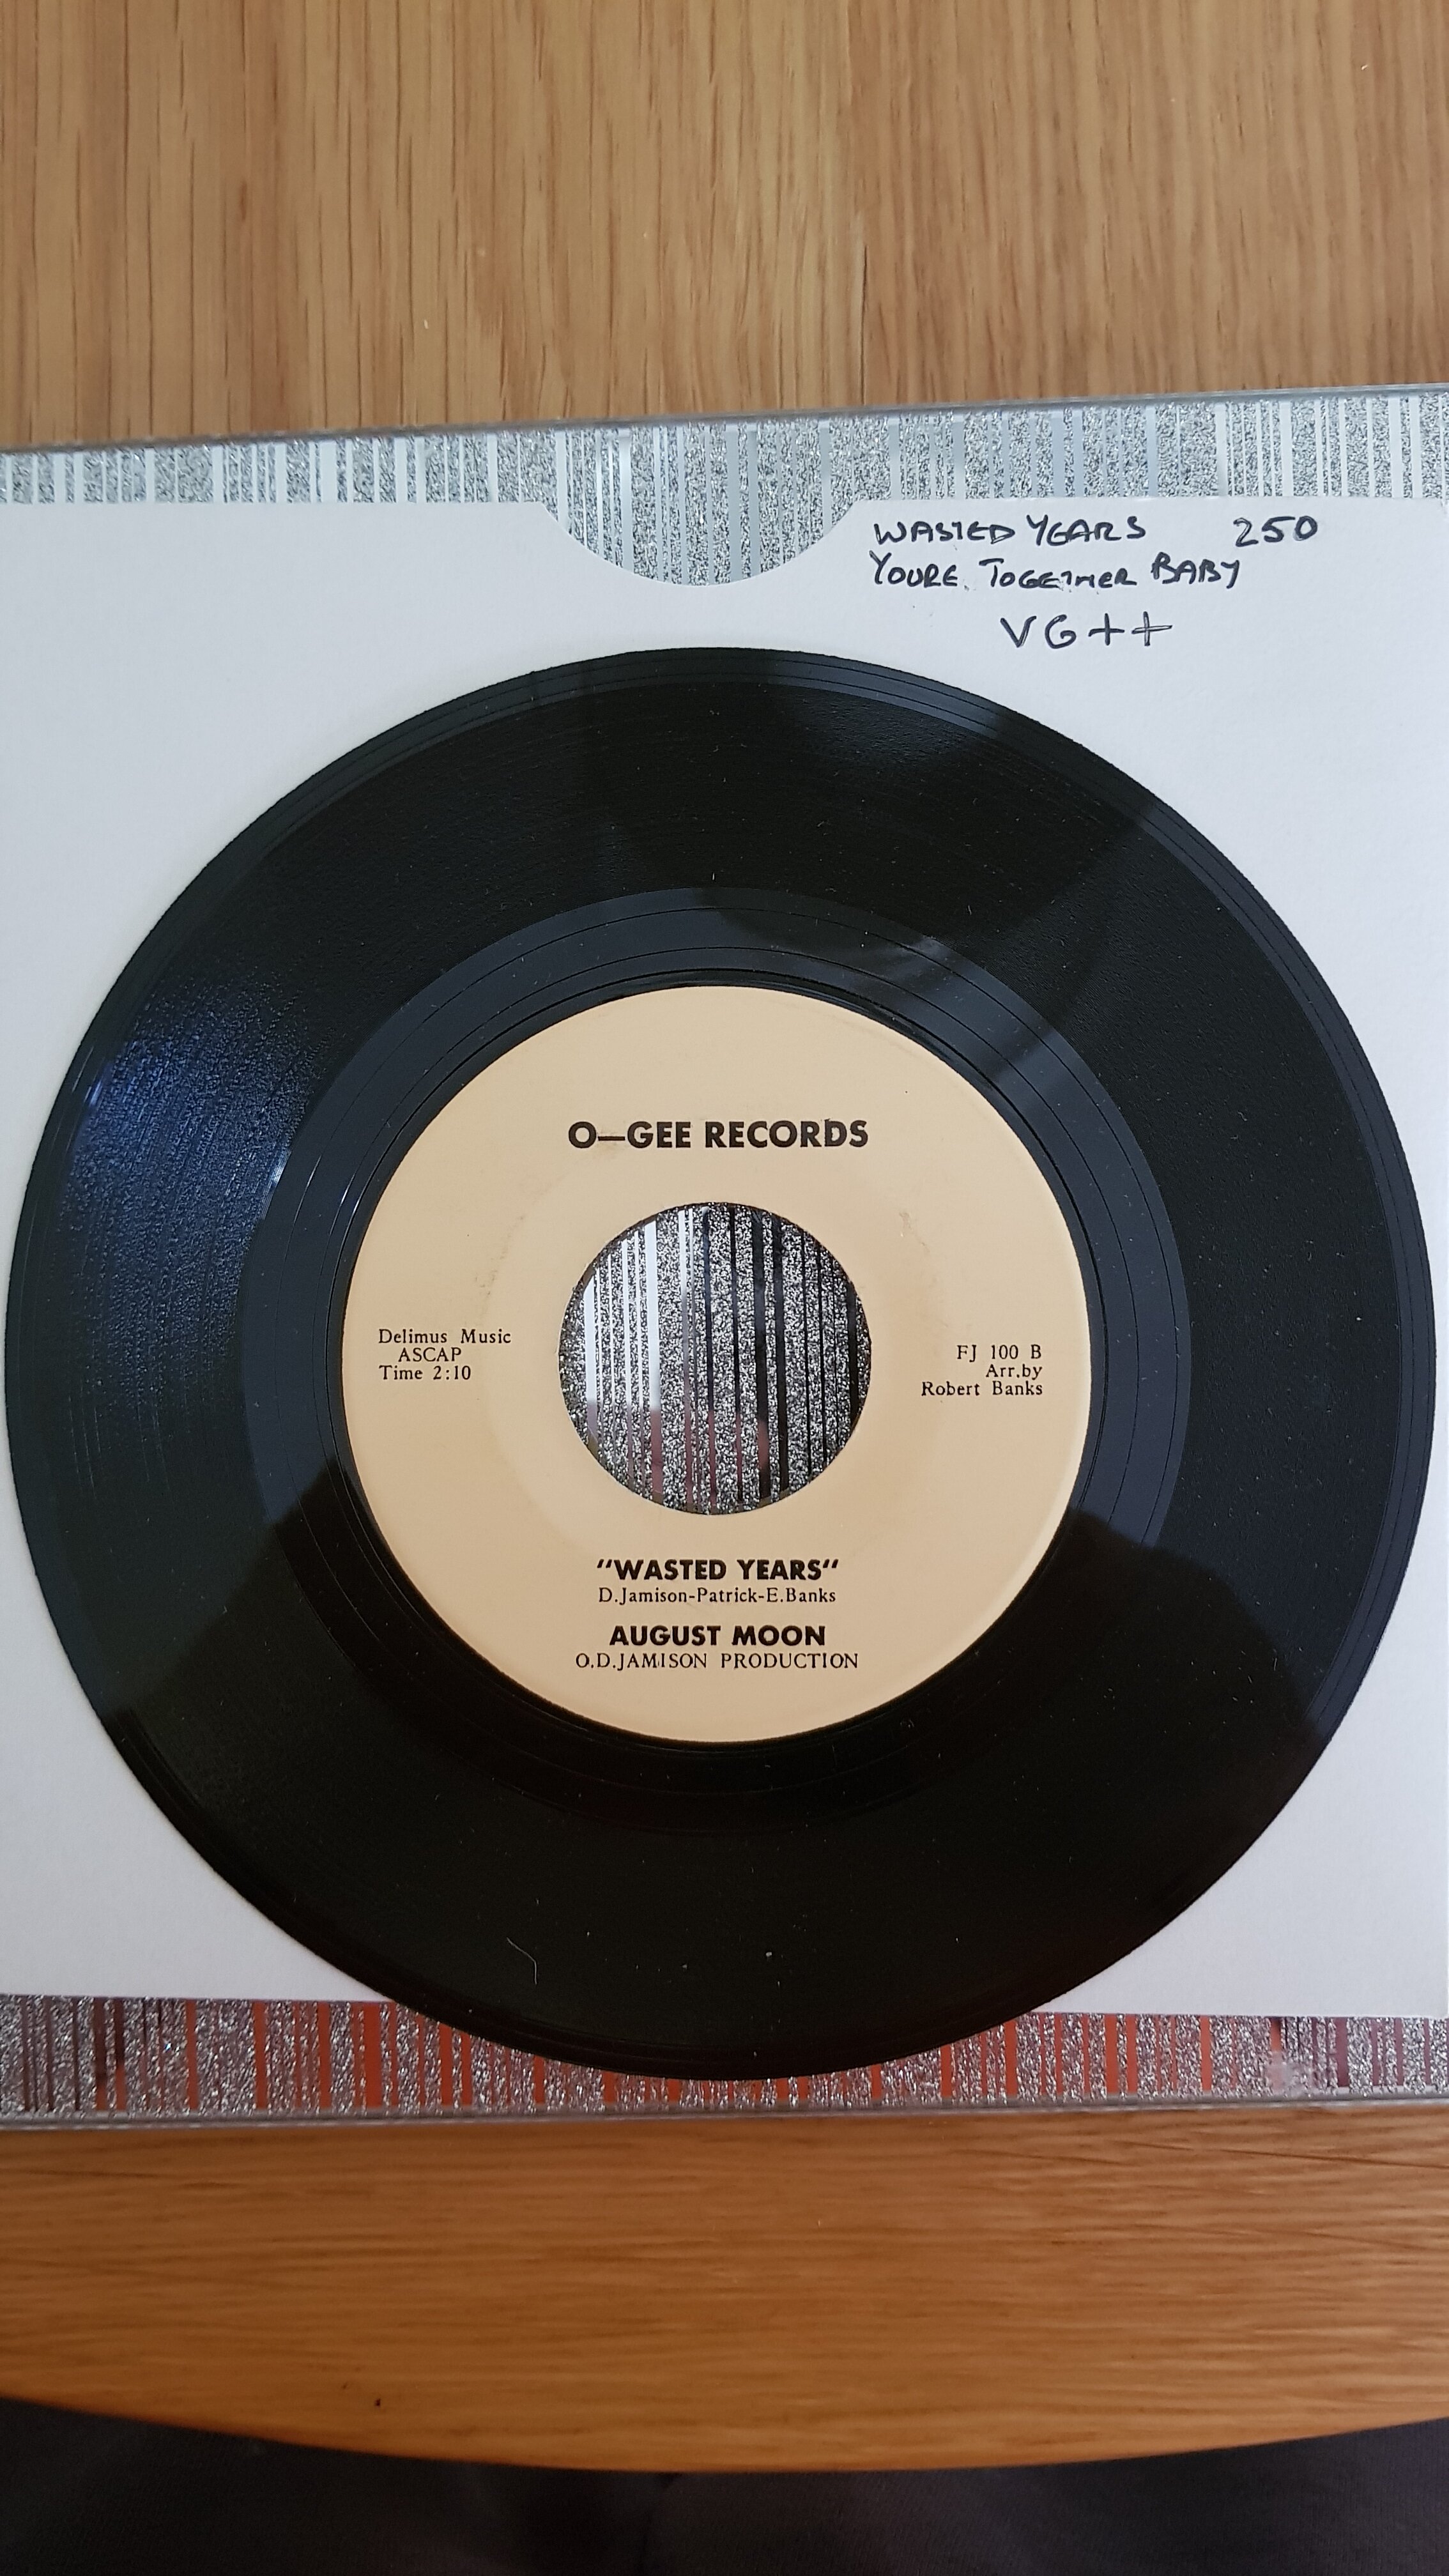 WASTED YEARS 250
YOURE TOGETHER BABY
VG++
O—GEE RECORDS
Delimus Music
ASCAP
Time 2:10
FJ 100 B
Arr.by
Robert Banks
"WASTED YEARS"
D.Jamison-Patrick-E.Banks
AUGUST MOON
O.D.JAMISON PRODUCTION